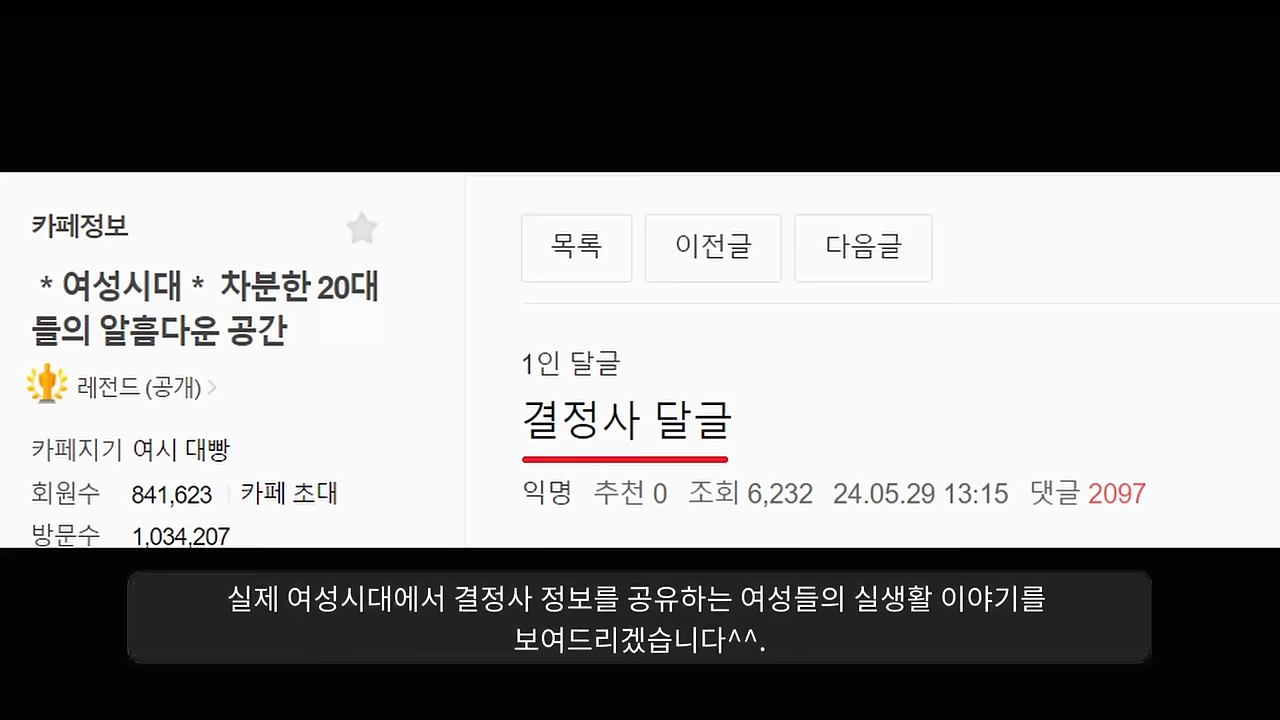 카페정보
* 여성시대 * 차분한 20대
들의 알흠다운 공간
레전드 (공개)
카페지기 여시 대빵
회원수 841,623 카페 초대
방문수 1,034,207
목록 이전글 다음글
1인 달글
결정사 달글
익명 추천 0 조회 6,232 24.05.29 13:15 댓글 2097
실제 여성시대에서 결정사 정보를 공유하는 여성들의 실생활 이야기를
보여드리겠습니다^^.